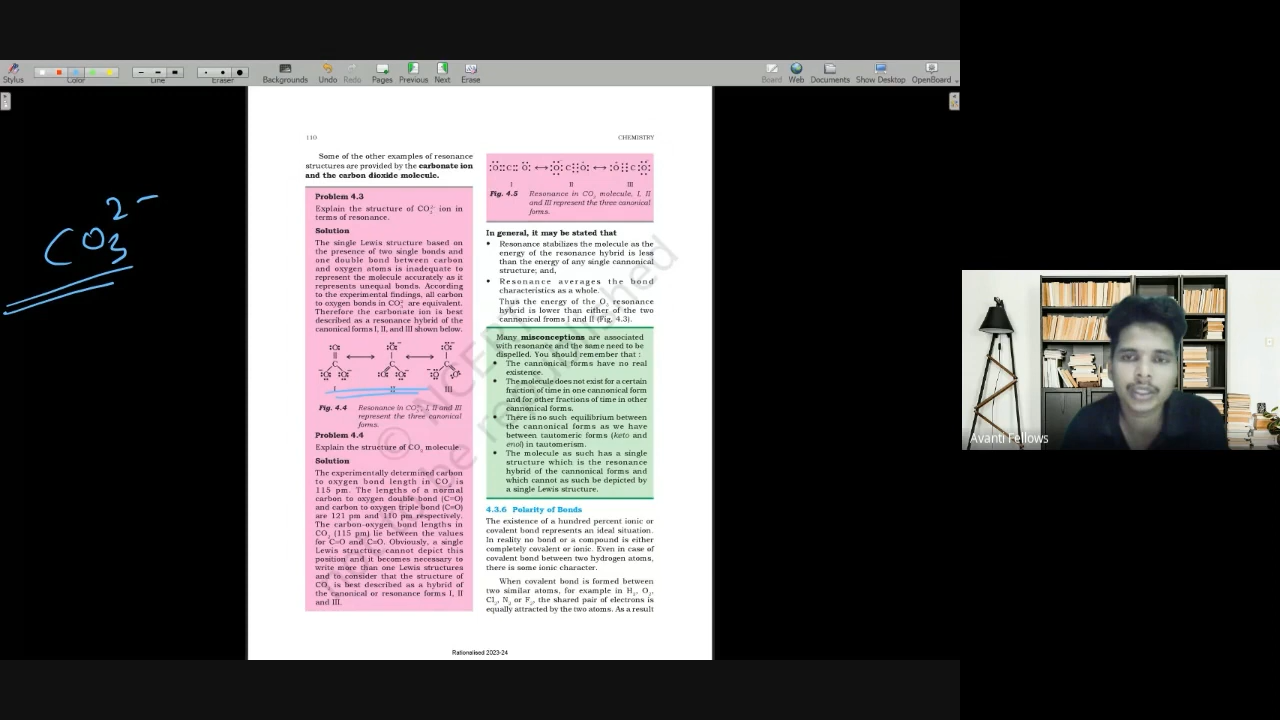 Stylus
Color
Line
Eraser
Backgrounds
Undo
Redo
Pages
Previous
Next
Erase
Board
Web
Documents
Show Desktop
OpenBoard
CO3 2-
110
CHEMISTRY
Some of the other examples of resonance
structures are provided by the carbonate ion
and the carbon dioxide molecule.
Problem 4.3
Explain the structure of CO₃²⁻ ion in
terms of resonance.
Solution
The single Lewis structure based on
the presence of two single bonds and
one double bond between carbon
and oxygen atoms is inadequate to
represent the molecule accurately as it
represents unequal bonds. According
to the experimental findings, all carbon
to oxygen bonds in CO₃²⁻ are equivalent.
Therefore the carbonate ion is best
described as a resonance hybrid of the
canonical forms I, II, and III shown below.
I II III
Fig. 4.4 Resonance in CO₃²⁻, I, II and III
represent the three canonical
forms.
Problem 4.4
Explain the structure of CO₂ molecule.
Solution
The experimentally determined carbon
to oxygen bond length in CO₂ is
115 pm. The lengths of a normal
carbon to oxygen double bond (C=O)
and carbon to oxygen triple bond (C≡O)
are 121 pm and 110 pm respectively.
The carbon-oxygen bond lengths in
CO₂ (115 pm) lie between the values
for C=O and C≡O. Obviously, a single
Lewis structure cannot depict this
position and it becomes necessary to
write more than one Lewis structures
and to consider that the structure of
CO₂ is best described as a hybrid of
the canonical or resonance forms I, II
and III.
I II III
Fig. 4.5 Resonance in CO₂ molecule, I, II
and III represent the three canonical
forms.
In general, it may be stated that
• Resonance stabilizes the molecule as the
energy of the resonance hybrid is less
than the energy of any single cannonical
structure; and,
• Resonance averages the bond
characteristics as a whole.
Thus the energy of the O₃ resonance
hybrid is lower than either of the two
cannonical froms I and II (Fig. 4.3).
Many misconceptions are associated
with resonance and the same need to be
dispelled. You should remember that :
• The cannonical forms have no real
existence.
• The molecule does not exist for a certain
fraction of time in one cannonical form
and for other fractions of time in other
cannonical forms.
• There is no such equilibrium between
the cannonical forms as we have
between tautomeric forms (keto and
enol) in tautomerism.
• The molecule as such has a single
structure which is the resonance
hybrid of the cannonical forms and
which cannot as such be depicted by
a single Lewis structure.
4.3.6 Polarity of Bonds
The existence of a hundred percent ionic or
covalent bond represents an ideal situation.
In reality no bond or a compound is either
completely covalent or ionic. Even in case of
covalent bond between two hydrogen atoms,
there is some ionic character.
When covalent bond is formed between
two similar atoms, for example in H₂, O₂,
Cl₂, N₂ or F₂, the shared pair of electrons is
equally attracted by the two atoms. As a result
Rationalised 2023-24
Avanti Fellows